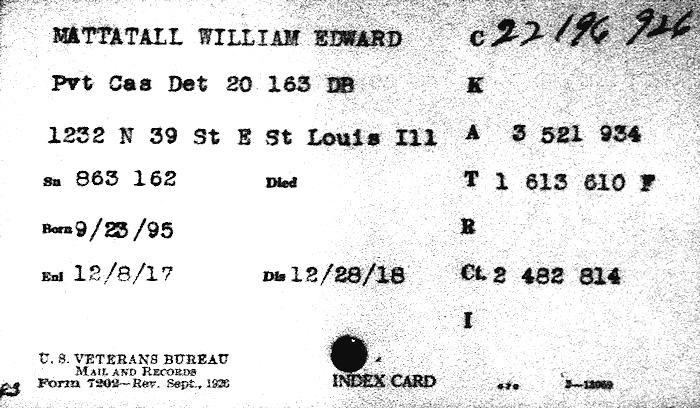 MATTATALL WILLIAM EDWARD C 22 196 926
Pvt Cas Det 20 163 DB K
1232 N 39 St E St Louis Ill A 3 521 934
Sn 863 162 Died T 1 613 610 F
Born 9/23/95 R
Enl 12/8/17 Dis 12/28/18 Ct. 2 482 814
I
U. S. VETERANS BUREAU
MAIL AND RECORDS
Form 7202—Rev. Sept., 1926 INDEX CARD